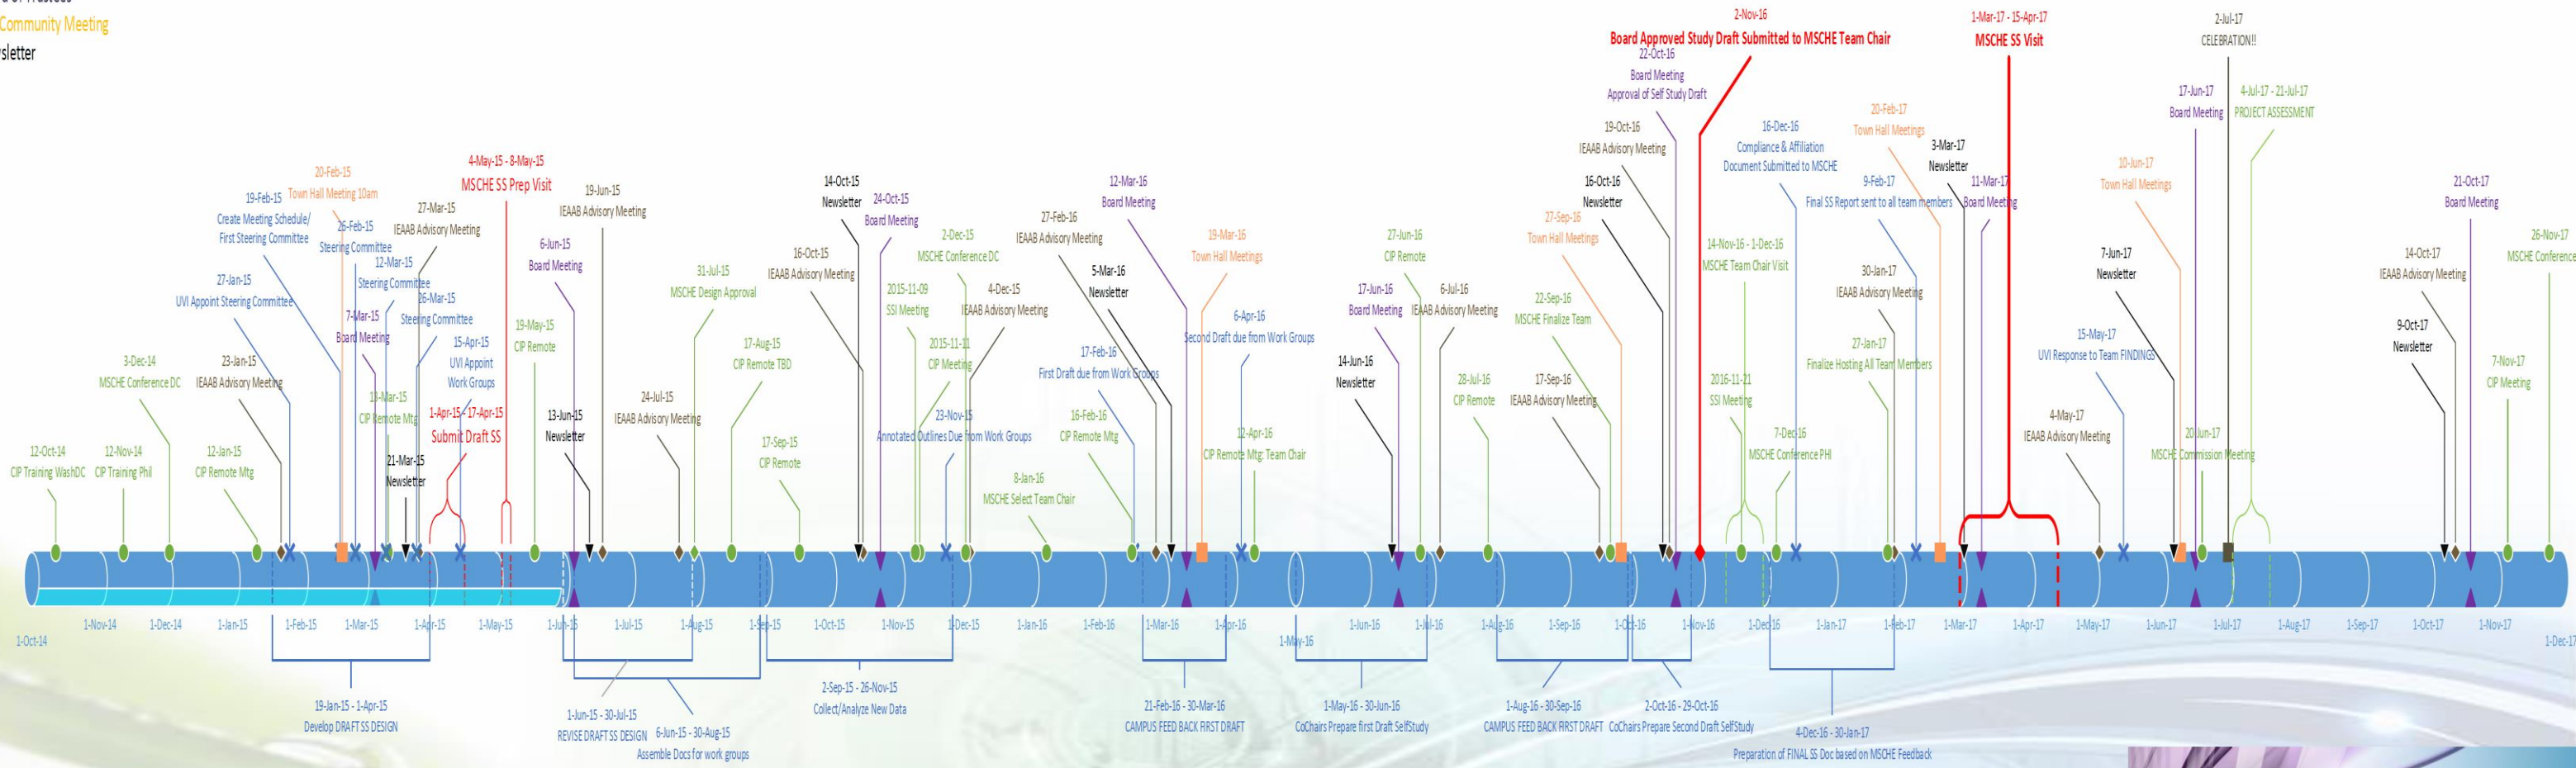 Community Meeting
12-Oct-14
CIP Training WashDC
12-Nov-14
CIP Training Phil
3-Dec-14
MSCHE Conference DC
12-Jan-15
CIP Remote Mtg
23-Jan-15
IEAAB Advisory Meeting
27-Jan-15
UVI Appoint Steering Committee
19-Feb-15
Create Meeting Schedule/
First Steering Committee
20-Feb-15
Town Hall Meeting 10am
26-Feb-15
Steering Committee
7-Mar-15
Board Meeting
12-Mar-15
Steering Committee
13-Mar-15
CIP Remote Mtg
21-Mar-15
Newsletter
26-Mar-15
Steering Committee
27-Mar-15
IEAAB Advisory Meeting
1-Apr-15 - 17-Apr-15
Submit Draft SS
15-Apr-15
UVI Appoint
Work Groups
4-May-15 - 8-May-15
MSCHE SS Prep Visit
19-May-15
CIP Remote
6-Jun-15
Board Meeting
13-Jun-15
Newsletter
19-Jun-15
IEAAB Advisory Meeting
24-Jul-15
IEAAB Advisory Meeting
31-Jul-15
MSCHE Design Approval
17-Aug-15
CIP Remote TBD
17-Sep-15
CIP Remote
14-Oct-15
Newsletter
16-Oct-15
IEAAB Advisory Meeting
24-Oct-15
Board Meeting
2015-11-09
SSI Meeting
2015-11-11
CIP Meeting
23-Nov-15
Annotated Outlines Due from Work Groups
2-Dec-15
MSCHE Conference DC
4-Dec-15
IEAAB Advisory Meeting
8-Jan-16
MSCHE Select Team Chair
16-Feb-16
CIP Remote Mtg
17-Feb-16
First Draft due from Work Groups
27-Feb-16
IEAAB Advisory Meeting
5-Mar-16
Newsletter
12-Mar-16
Board Meeting
19-Mar-16
Town Hall Meetings
6-Apr-16
Second Draft due from Work Groups
12-Apr-16
CIP Remote Mtg: Team Chair
14-Jun-16
Newsletter
17-Jun-16
Board Meeting
27-Jun-16
CIP Remote
6-Jul-16
IEAAB Advisory Meeting
28-Jul-16
CIP Remote
17-Sep-16
IEAAB Advisory Meeting
22-Sep-16
MSCHE Finalize Team
27-Sep-16
Town Hall Meetings
16-Oct-16
Newsletter
19-Oct-16
IEAAB Advisory Meeting
22-Oct-16
Board Meeting
Approval of Self Study Draft
2-Nov-16
Board Approved Study Draft Submitted to MSCHE Team Chair
14-Nov-16 - 1-Dec-16
MSCHE Team Chair Visit
2016-11-21
SSI Meeting
7-Dec-16
MSCHE Conference PHI
16-Dec-16
Compliance & Affiliation
Document Submitted to MSCHE
27-Jan-17
Finalize Hosting All Team Members
30-Jan-17
IEAAB Advisory Meeting
9-Feb-17
Final SS Report sent to all team members
20-Feb-17
Town Hall Meetings
3-Mar-17
Newsletter
11-Mar-17
Board Meeting
1-Mar-17 - 15-Apr-17
MSCHE SS Visit
4-May-17
IEAAB Advisory Meeting
15-May-17
UVI Response to Team FINDINGS
7-Jun-17
Newsletter
10-Jun-17
Town Hall Meetings
17-Jun-17
Board Meeting
20-Jun-17
MSCHE Commission Meeting
2-Jul-17
CELEBRATION!!
4-Jul-17 - 21-Jul-17
PROJECT ASSESSMENT
9-Oct-17
Newsletter
14-Oct-17
IEAAB Advisory Meeting
21-Oct-17
Board Meeting
7-Nov-17
CIP Meeting
26-Nov-17
MSCHE Conference
1-Oct-14
1-Nov-14
1-Dec-14
1-Jan-15
1-Feb-15
1-Mar-15
1-Apr-15
1-May-15
1-Jun-15
1-Jul-15
1-Aug-15
1-Sep-15
1-Oct-15
1-Nov-15
1-Dec-15
1-Jan-16
1-Feb-16
1-Mar-16
1-Apr-16
1-May-16
1-Jun-16
1-Jul-16
1-Aug-16
1-Sep-16
1-Oct-16
1-Nov-16
1-Dec-16
1-Jan-17
1-Feb-17
1-Mar-17
1-Apr-17
1-May-17
1-Jun-17
1-Jul-17
1-Aug-17
1-Sep-17
1-Oct-17
1-Nov-17
1-Dec-17
19-Jan-15 - 1-Apr-15
Develop DRAFT SS DESIGN
1-Jun-15 - 30-Jul-15
REVISE DRAFT SS DESIGN
6-Jun-15 - 30-Aug-15
Assemble Docs for work groups
2-Sep-15 - 26-Nov-15
Collect/Analyze New Data
21-Feb-16 - 30-Mar-16
CAMPUS FEED BACK FIRST DRAFT
1-May-16 - 30-Jun-16
CoChairs Prepare first Draft SelfStudy
1-Aug-16 - 30-Sep-16
CAMPUS FEED BACK FIRST DRAFT
2-Oct-16 - 29-Oct-16
CoChairs Prepare Second Draft SelfStudy
4-Dec-16 - 30-Jan-17
Preparation of FINAL SS Doc based on MSCHE Feedback